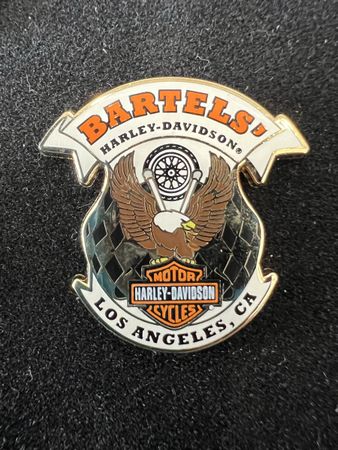 BARTELS'
HARLEY-DAVIDSON®
MOTOR
HARLEY-DAVIDSON
CYCLES
LOS ANGELES, CA